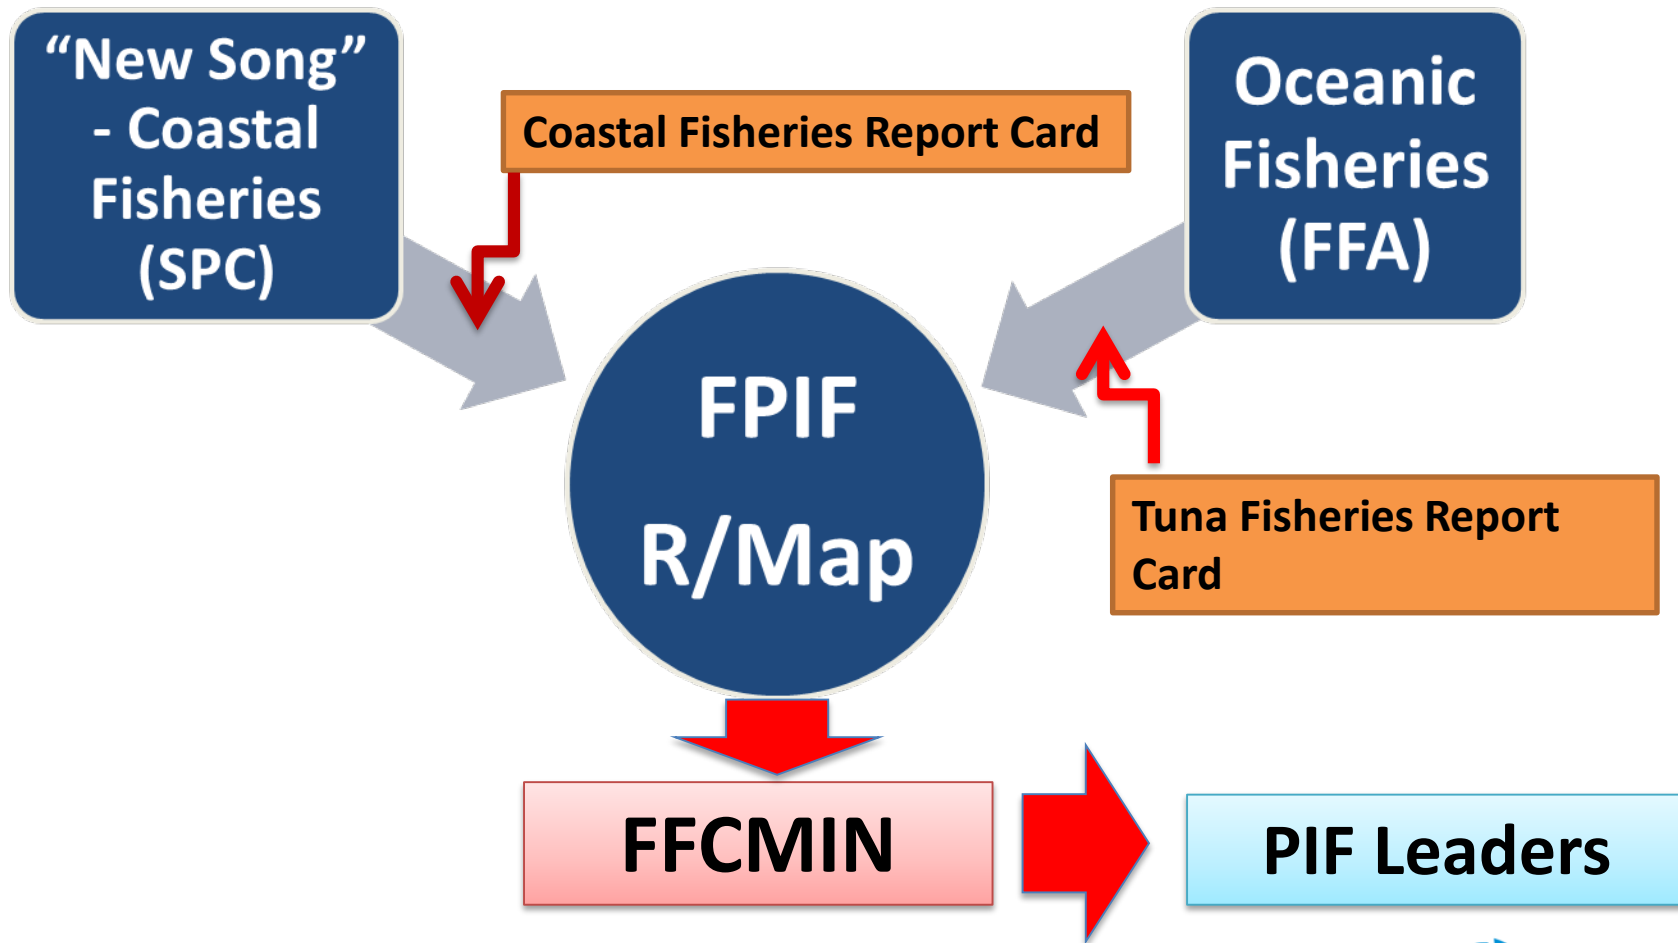 “New Song”
- Coastal
Fisheries
(SPC)
Coastal Fisheries Report Card
Oceanic
Fisheries
(FFA)
FPIF
R/Map
Tuna Fisheries Report
Card
FFCMIN
PIF Leaders